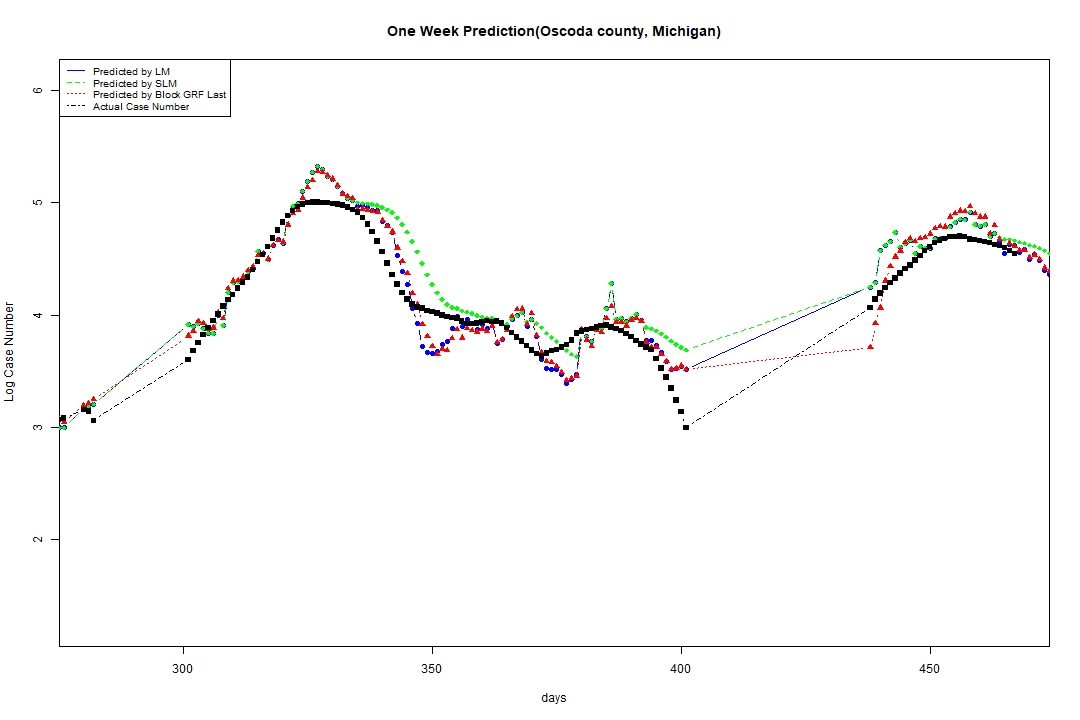 One Week Prediction(Oscoda county, Michigan)
Predicted by LM
Predicted by SLM
Predicted by Block GRF Last
Actual Case Number
6
5
4
3
2
Log Case Number
300
350
400
450
days